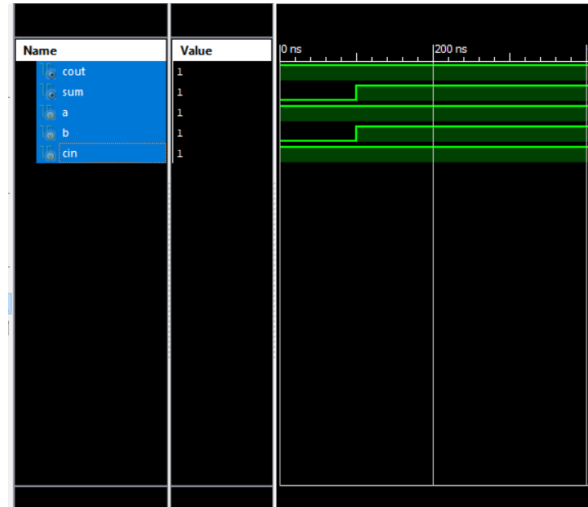 Name Value 0 ns 200 ns
cout 1
sum 1
a 1
b 1
cin 1